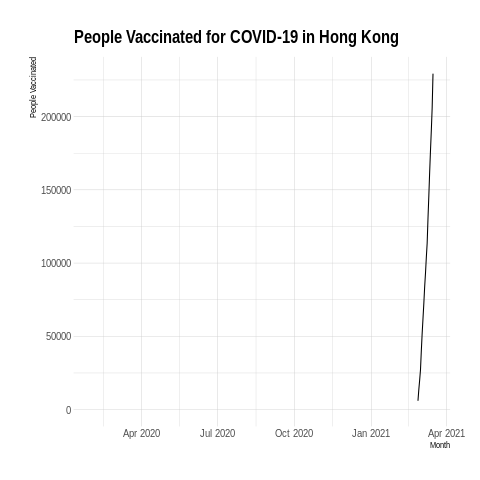 People Vaccinated for COVID-19 in Hong Kong
People Vaccinated
200000
150000
100000
50000
0
Apr 2020 Jul 2020 Oct 2020 Jan 2021 Apr 2021
Month